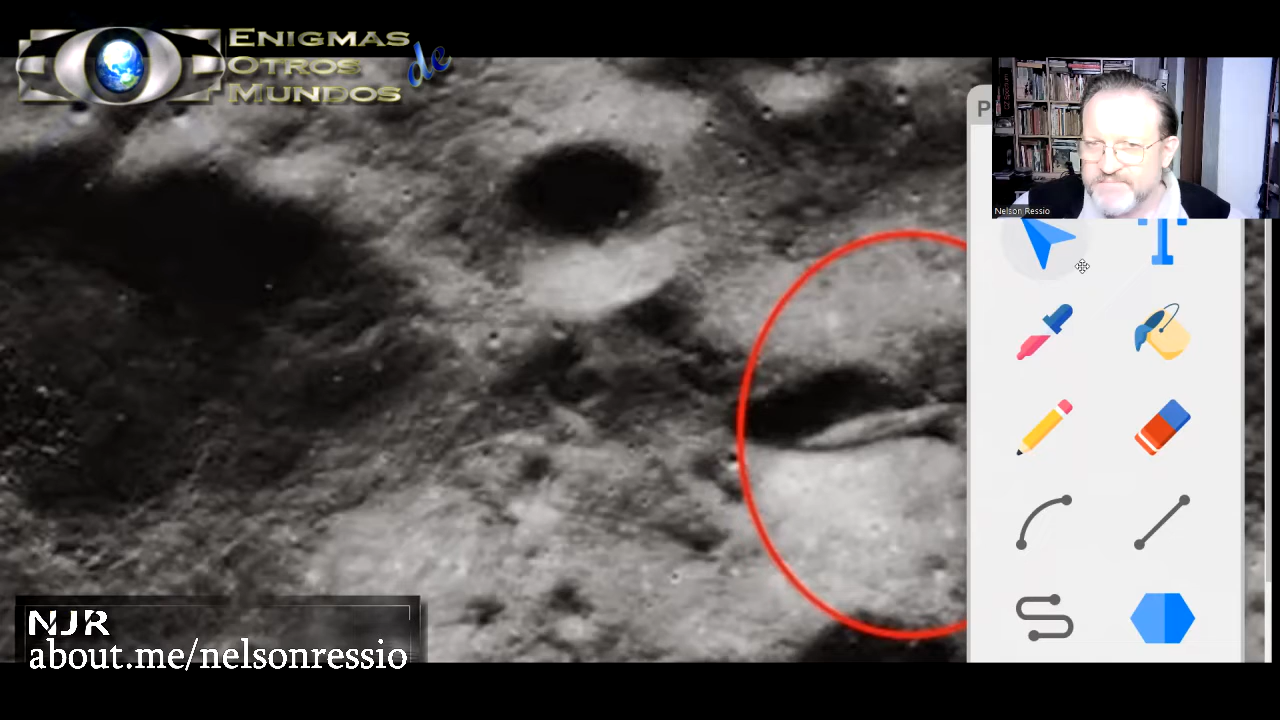 ENIGMAS
OTROS de
MUNDOS
P
Nelson Ressio
NJR
about.me/nelsonressio